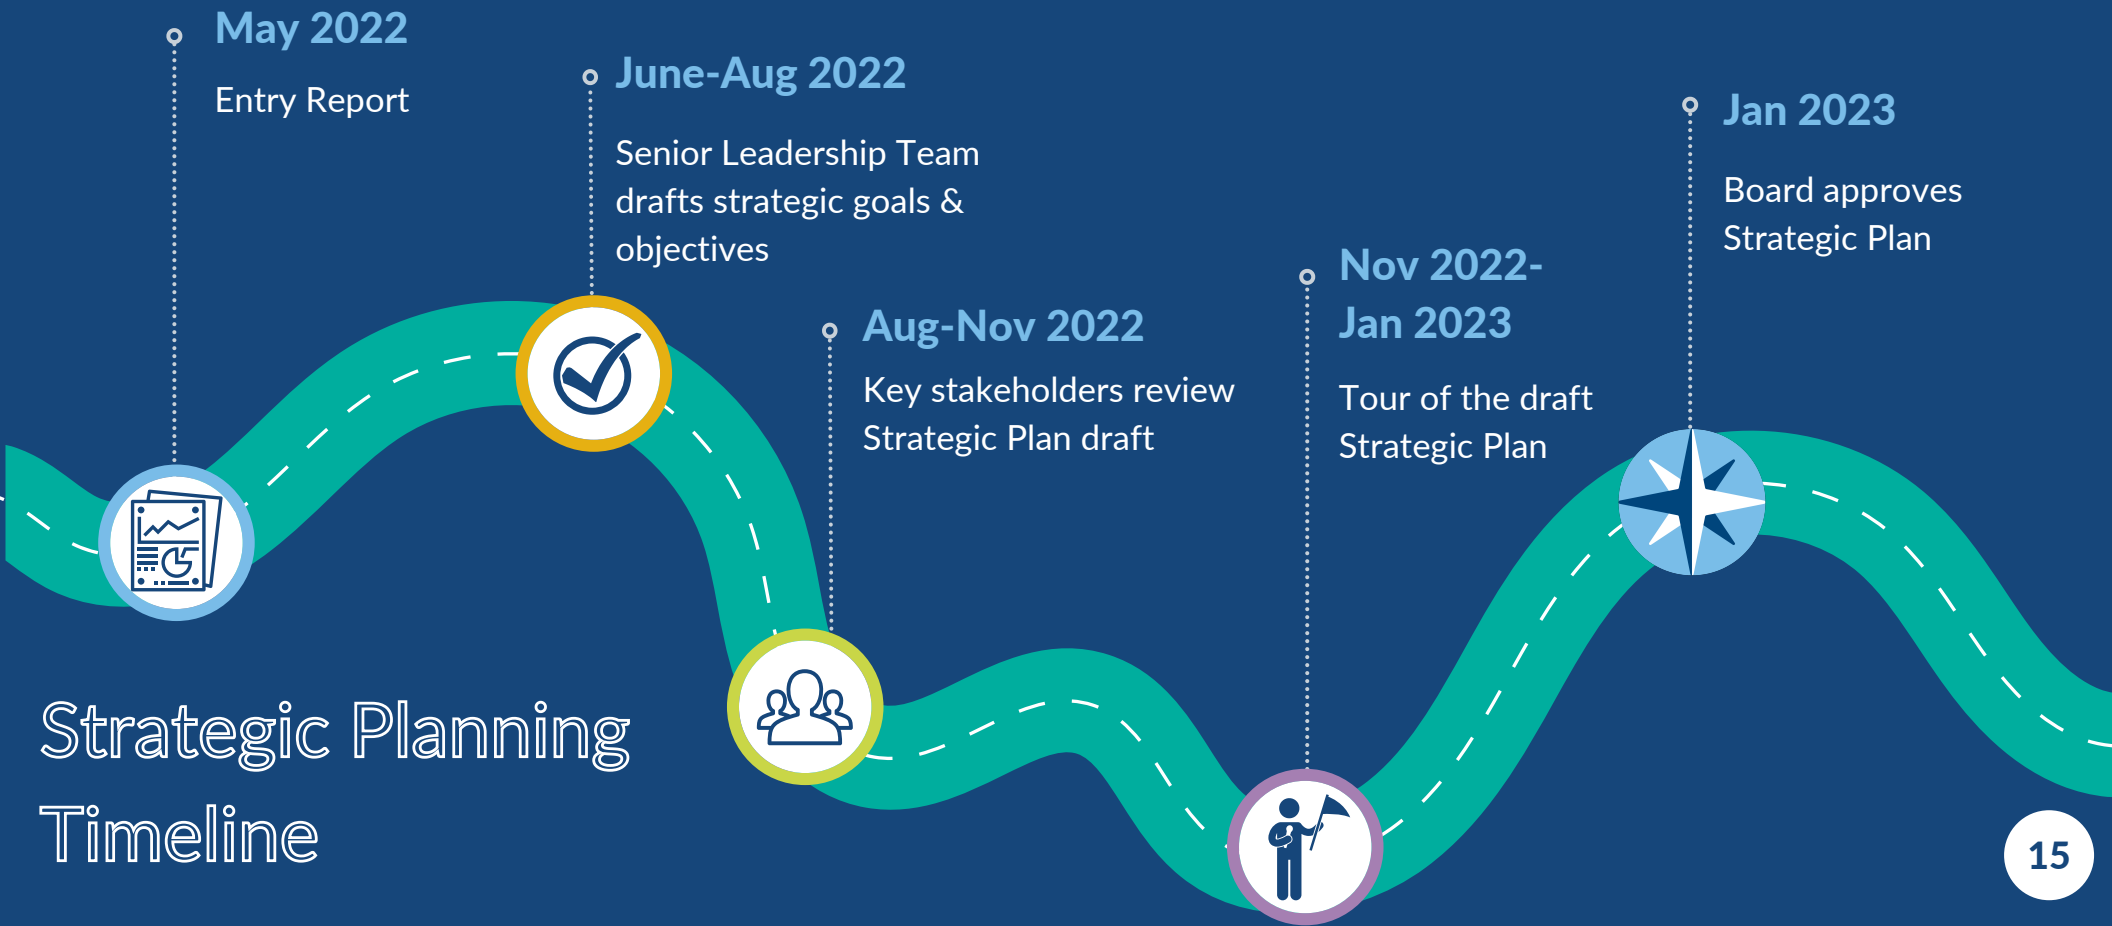 May 2022
Entry Report
June-Aug 2022
Senior Leadership Team
drafts strategic goals &
objectives
Aug-Nov 2022
Key stakeholders review
Strategic Plan draft
Nov 2022-
Jan 2023
Tour of the draft
Strategic Plan
Jan 2023
Board approves
Strategic Plan
Strategic Planning
Timeline
15